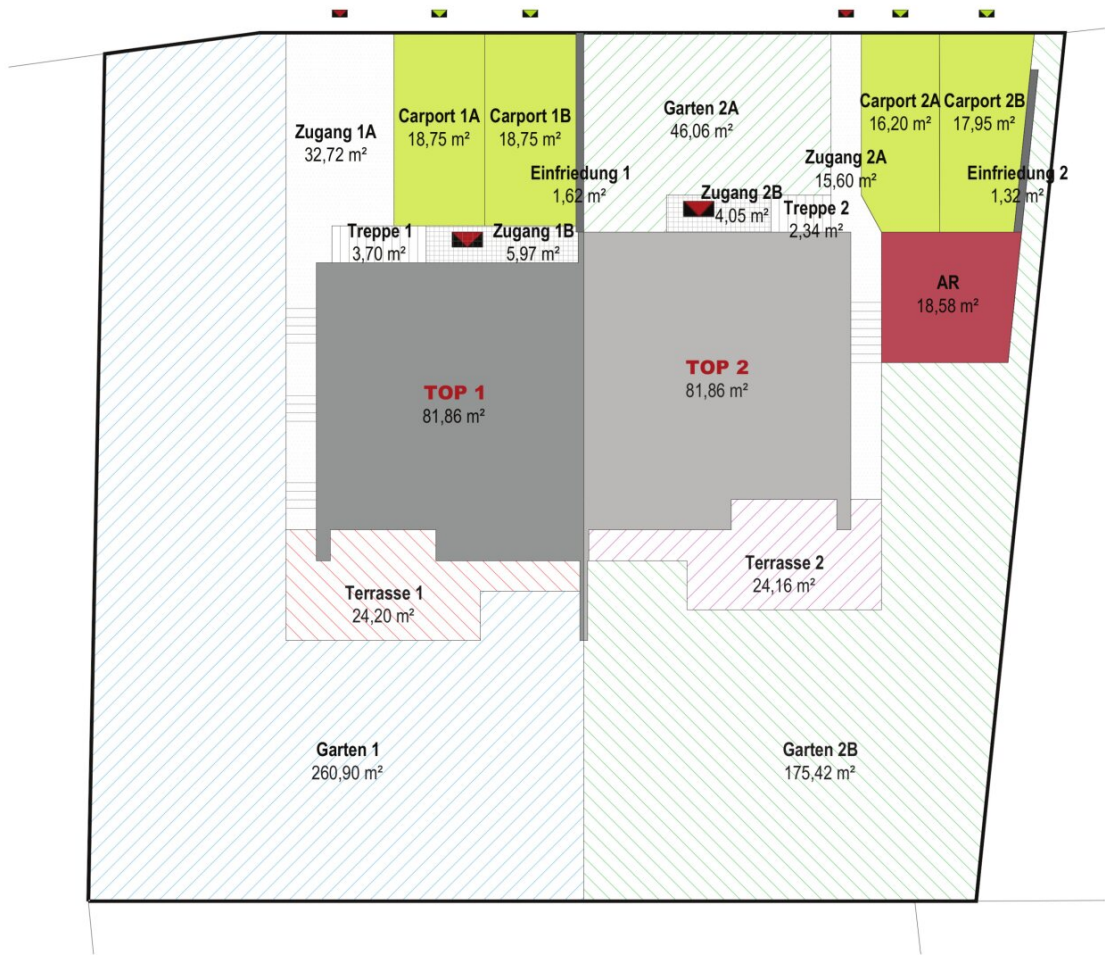 Zugang 1A
32,72 m²
Carport 1A
18,75 m²
Carport 1B
18,75 m²
Einfriedung 1
1,62 m²
Garten 2A
46,06 m²
Zugang 2A
15,60 m²
Carport 2A
16,20 m²
Carport 2B
17,95 m²
Einfriedung 2
1,32 m²
Treppe 1
3,70 m²
Zugang 1B
5,97 m²
Zugang 2B
4,05 m²
Treppe 2
2,34 m²
AR
18,58 m²
TOP 1
81,86 m²
TOP 2
81,86 m²
Terrasse 1
24,20 m²
Terrasse 2
24,16 m²
Garten 1
260,90 m²
Garten 2B
175,42 m²